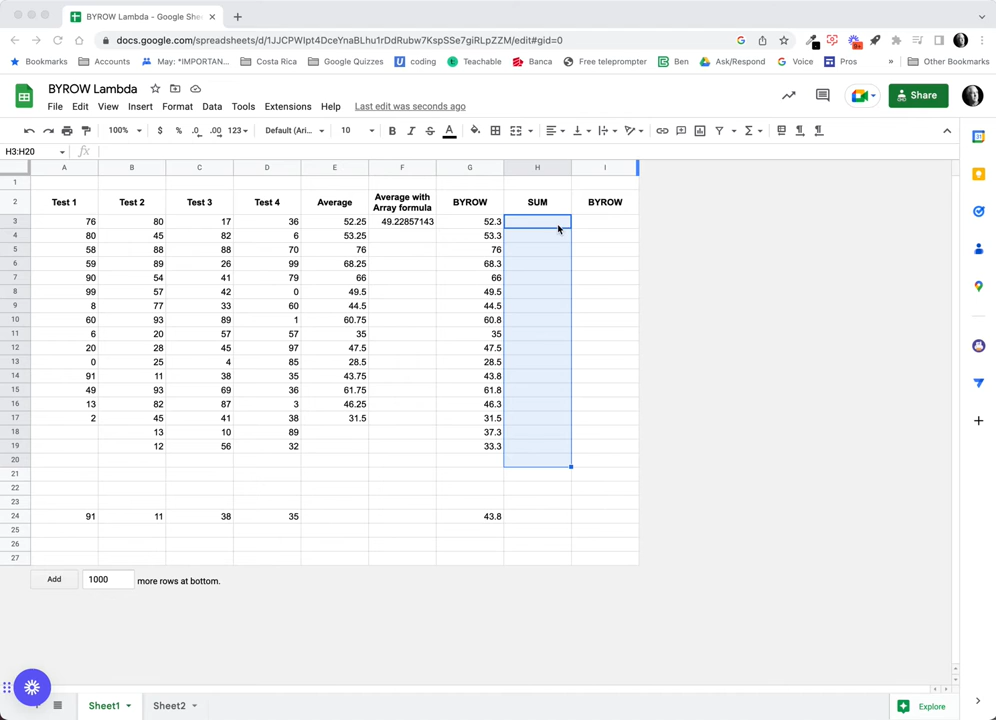 BYROW Lambda - Google She
docs.google.com/spreadsheets/d/1JJCPWIpt4DceYnaBLhu1rDdRubw7KspSSe7giRLpZZM/edit#gid=0
Bookmarks Accounts May: *IMPORTAN... Costa Rica Google Quizzes coding Teachable Banca Free teleprompter Ben Ask/Respond Voice Pros » Other Bookmarks
BYROW Lambda
File Edit View Insert Format Data Tools Extensions Help Last edit was seconds ago
Share
100% $ % .0 .00 123 Default (Ari... 10 B I S A
H3:H20 fx
A B C D E F G H I
1
2 Test 1 Test 2 Test 3 Test 4 Average Average with Array formula BYROW SUM BYROW
3 76 80 17 36 52.25 49.22857143 52.3
4 80 45 82 6 53.25 53.3
5 58 88 88 70 76 76
6 59 89 26 99 68.25 68.3
7 90 54 41 79 66 66
8 99 57 42 0 49.5 49.5
9 8 77 33 60 44.5 44.5
10 60 93 89 1 60.75 60.8
11 6 20 57 57 35 35
12 20 28 45 97 47.5 47.5
13 0 25 4 85 28.5 28.5
14 91 11 38 35 43.75 43.8
15 49 93 69 36 61.75 61.8
16 13 82 87 3 46.25 46.3
17 2 45 41 38 31.5 31.5
18 13 10 89 37.3
19 12 56 32 33.3
20
21
22
23
24 91 11 38 35 43.8
25
26
27
Add 1000 more rows at bottom.
Sheet1 Sheet2 Explore